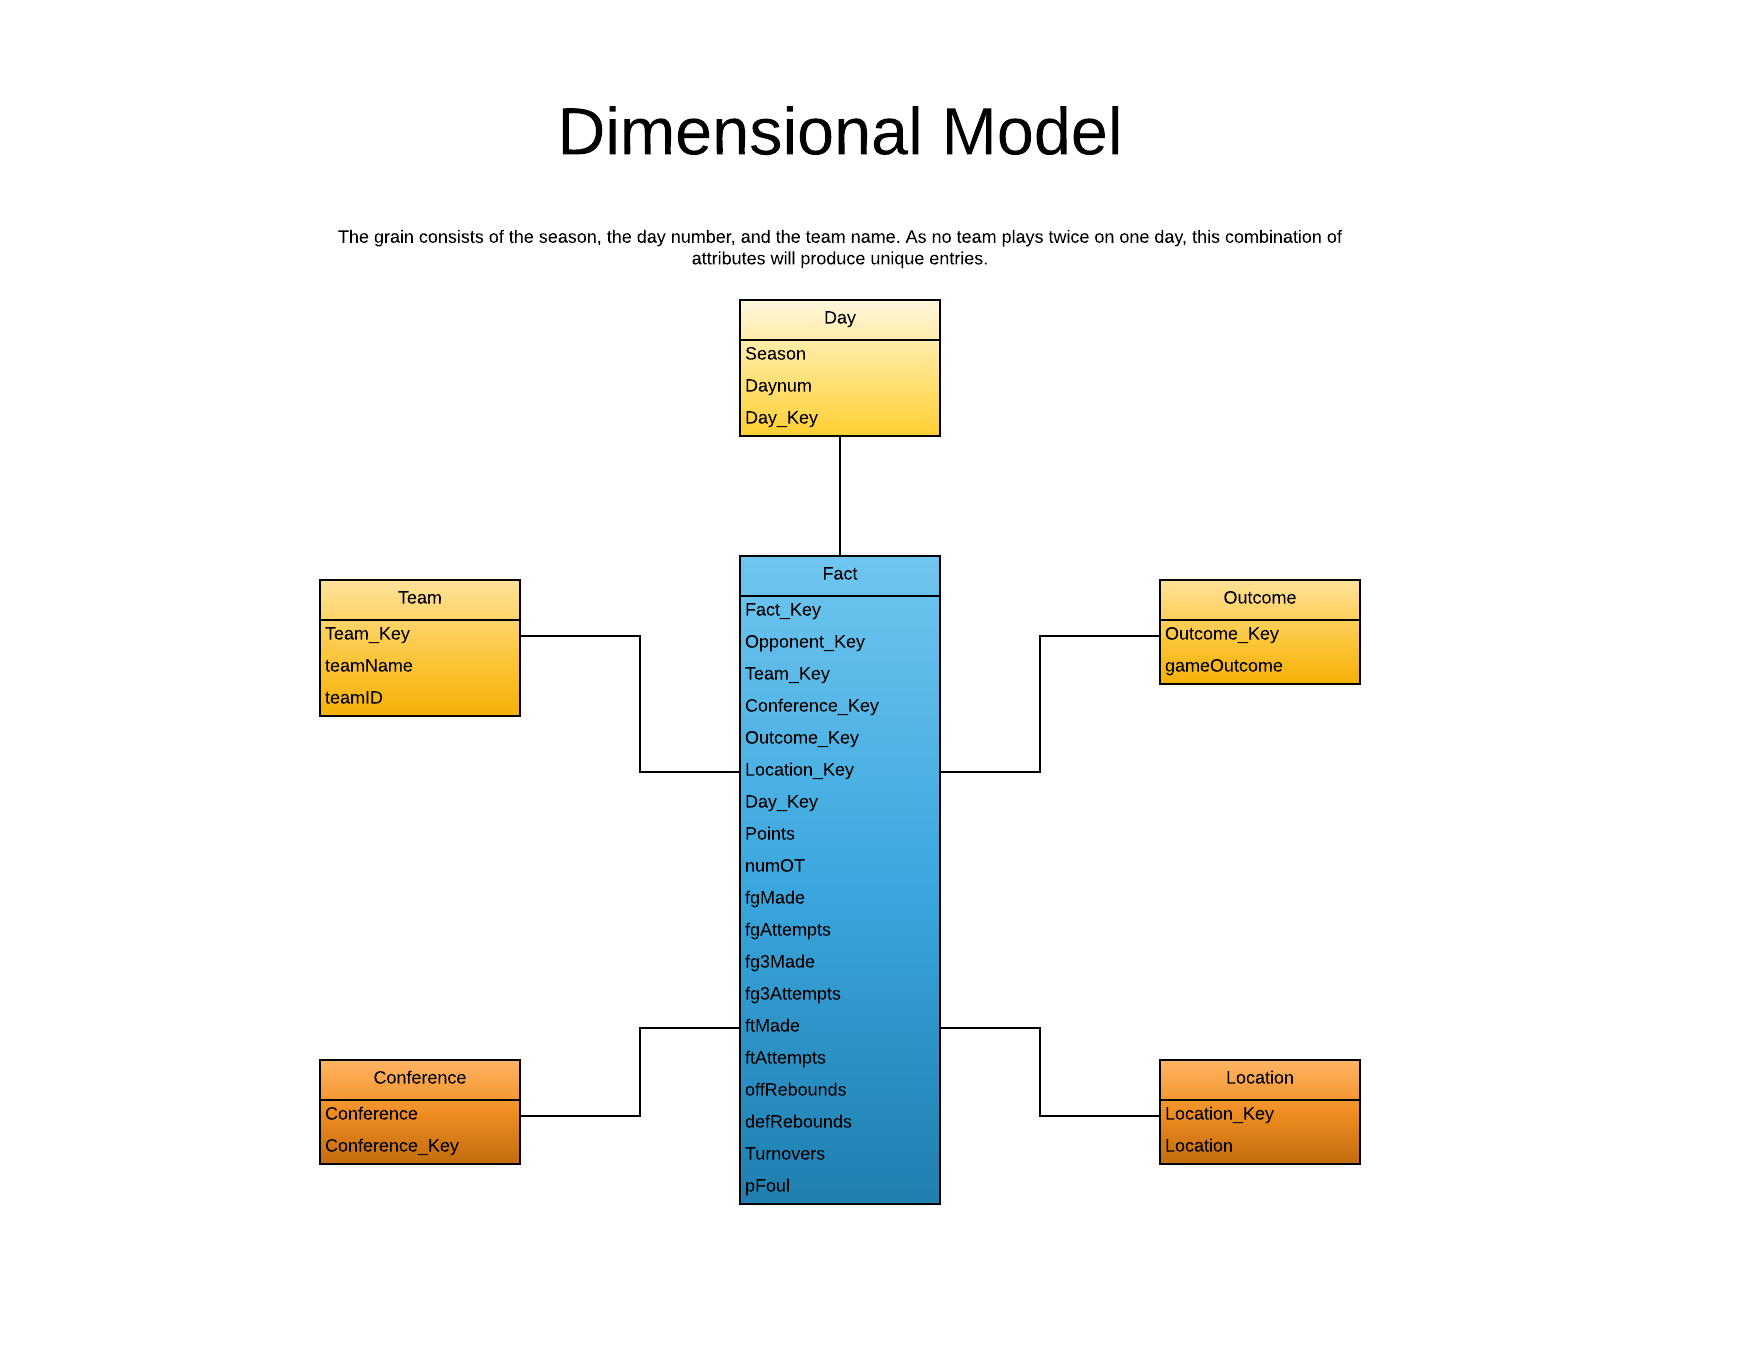 Dimensional Model
The grain consists of the season, the day number, and the team name. As no team plays twice on one day, this combination of
attributes will produce unique entries.
Day
Season
Daynum
Day_Key
Team
Team_Key
teamName
teamID
Fact
Fact_Key
Opponent_Key
Team_Key
Conference_Key
Outcome_Key
Location_Key
Day_Key
Points
numOT
fgMade
fgAttempts
fg3Made
fg3Attempts
ftMade
ftAttempts
offRebounds
defRebounds
Turnovers
pFoul
Outcome
Outcome_Key
gameOutcome
Conference
Conference
Conference_Key
Location
Location_Key
Location